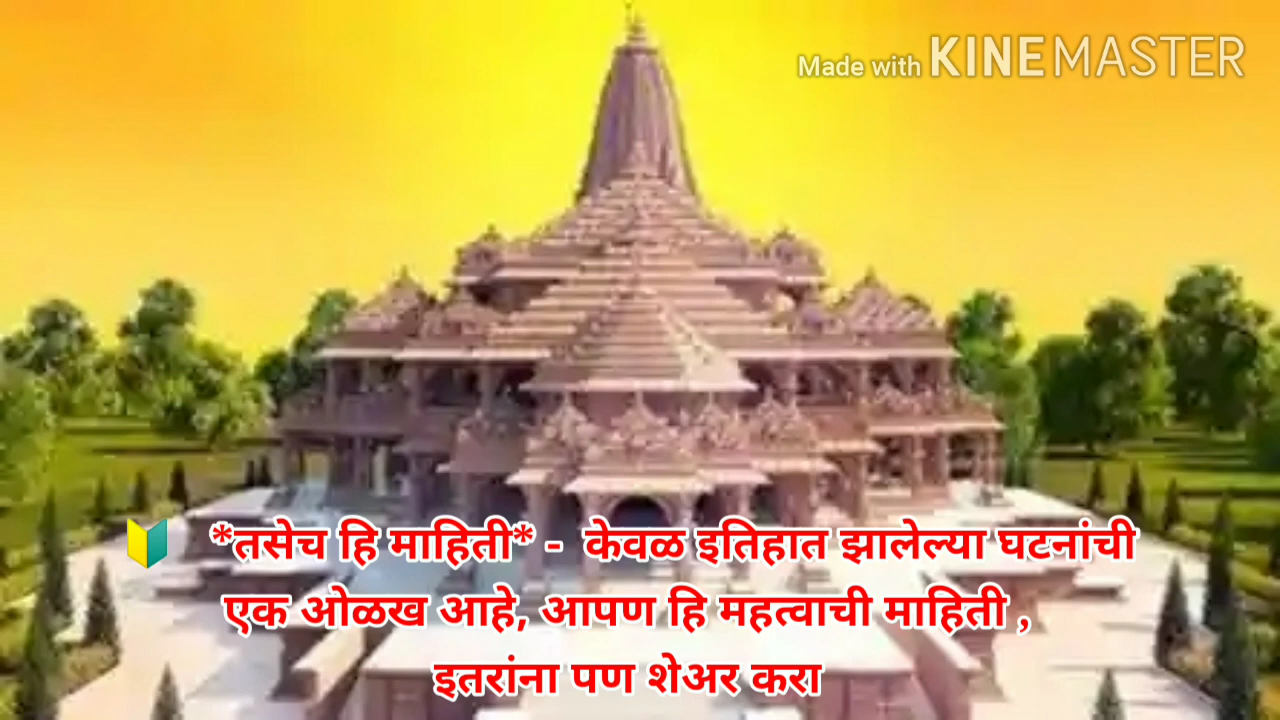 Made with KINEMASTER
🔰 *तसेच हि माहिती* - केवळ इतिहात झालेल्या घटनांची
एक ओळख आहे, आपण हि महत्वाची माहिती ,
इतरांना पण शेअर करा